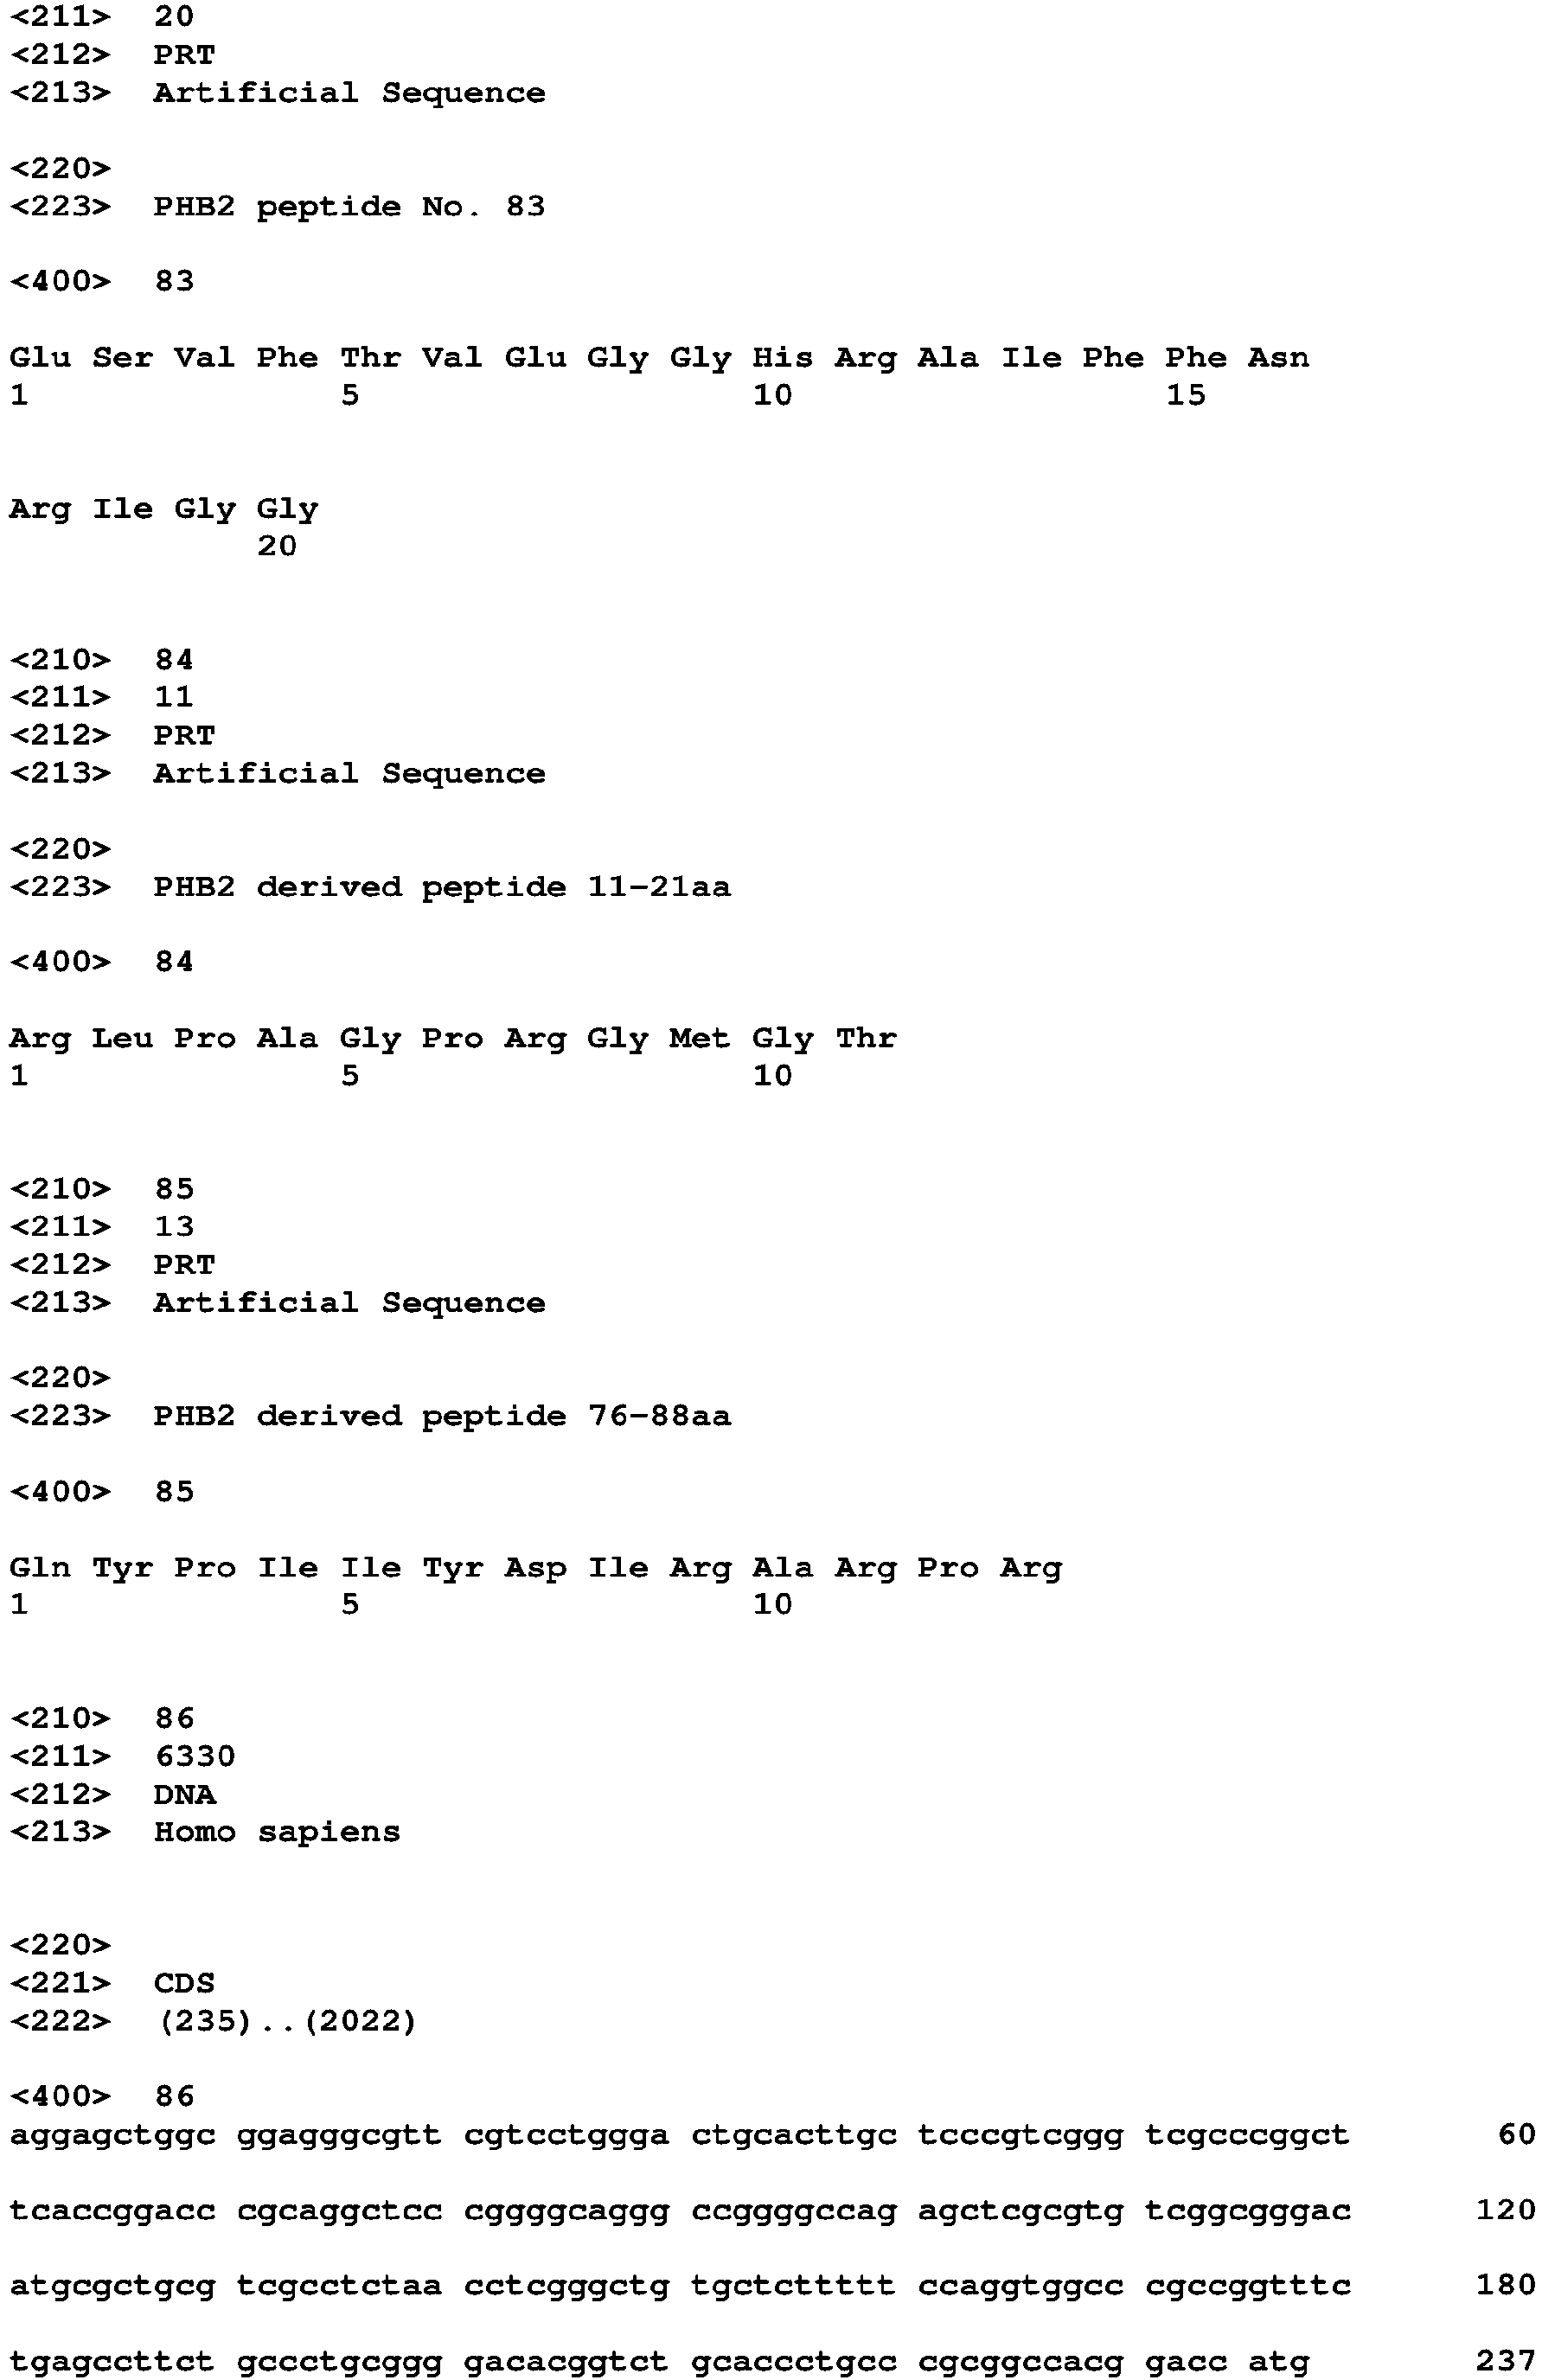 <211> 20
<212> PRT
<213> Artificial Sequence
<220>
<223> PHB2 peptide No. 83
<400> 83
Glu Ser Val Phe Thr Val Glu Gly Gly His Arg Ala Ile Phe Phe Asn
1 5 10 15
Arg Ile Gly Gly
20
<210> 84
<211> 11
<212> PRT
<213> Artificial Sequence
<220>
<223> PHB2 derived peptide 11-21aa
<400> 84
Arg Leu Pro Ala Gly Pro Arg Gly Met Gly Thr
1 5 10
<210> 85
<211> 13
<212> PRT
<213> Artificial Sequence
<220>
<223> PHB2 derived peptide 76-88aa
<400> 85
Gln Tyr Pro Ile Ile Tyr Asp Ile Arg Ala Arg Pro Arg
1 5 10
<210> 86
<211> 6330
<212> DNA
<213> Homo sapiens
<220>
<221> CDS
<222> (235)..(2022)
<400> 86
aggagctggc ggagggcgtt cgtcctggga ctgcacttgc tcccgtcggg tcgcccggct 60
tcaccggacc cgcaggctcc cggggcaggg ccggggccag agctcgcgtg tcggcgggac 120
atgcgctgcg tcgcctctaa cctcgggctg tgctcttttt ccaggtggcc cgccggtttc 180
tgagccttct gccctgcggg gacacggtct gcaccctgcc cgcggccacg gacc atg 237